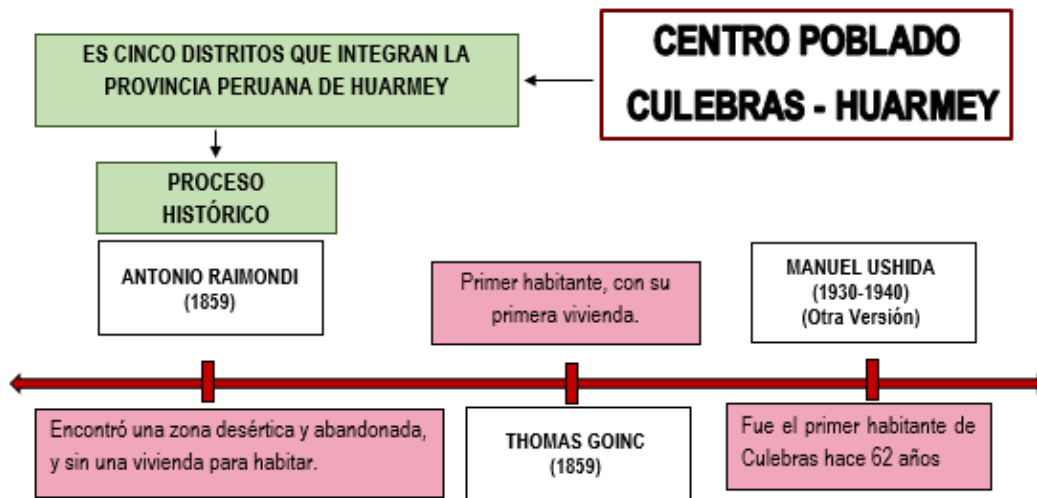 CENTRO POBLADO
CULEBRAS - HUARMEY
ES CINCO DISTRITOS QUE INTEGRAN LA
PROVINCIA PERUANA DE HUARMEY
PROCESO
HISTÓRICO
ANTONIO RAIMONDI
(1859)
Encontró una zona desértica y abandonada,
y sin una vivienda para habitar.
Primer habitante, con su
primera vivienda.
THOMAS GOINC
(1859)
MANUEL USHIDA
(1930-1940)
(Otra Versión)
Fue el primer habitante de
Culebras hace 62 años